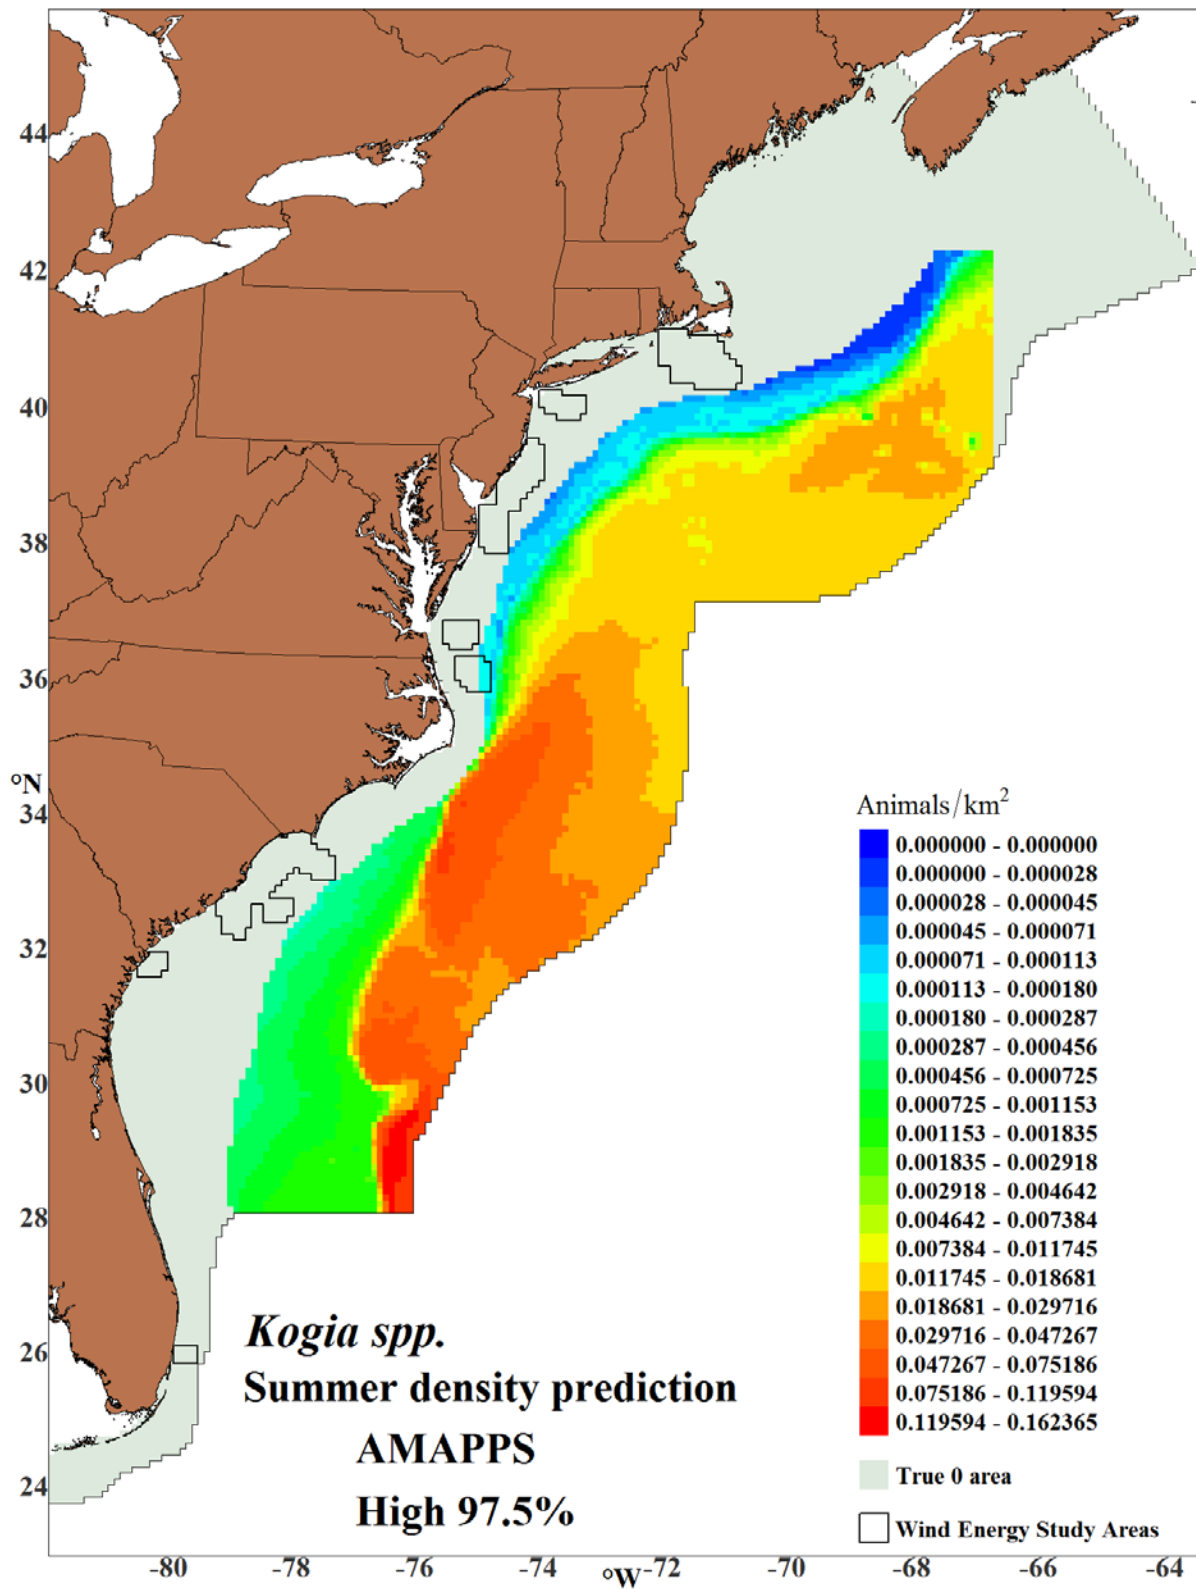 44
42
40
38
36
°N
34
32
30
28
26
24
-80
-78
-76
-74
°W
-72
-70
-68
-66
-64
Animals/km²
0.000000 - 0.000000
0.000000 - 0.000028
0.000028 - 0.000045
0.000045 - 0.000071
0.000071 - 0.000113
0.000113 - 0.000180
0.000180 - 0.000287
0.000287 - 0.000456
0.000456 - 0.000725
0.000725 - 0.001153
0.001153 - 0.001835
0.001835 - 0.002918
0.002918 - 0.004642
0.004642 - 0.007384
0.007384 - 0.011745
0.011745 - 0.018681
0.018681 - 0.029716
0.029716 - 0.047267
0.047267 - 0.075186
0.075186 - 0.119594
0.119594 - 0.162365
True 0 area
Wind Energy Study Areas
Kogia spp.
Summer density prediction
AMAPPS
High 97.5%